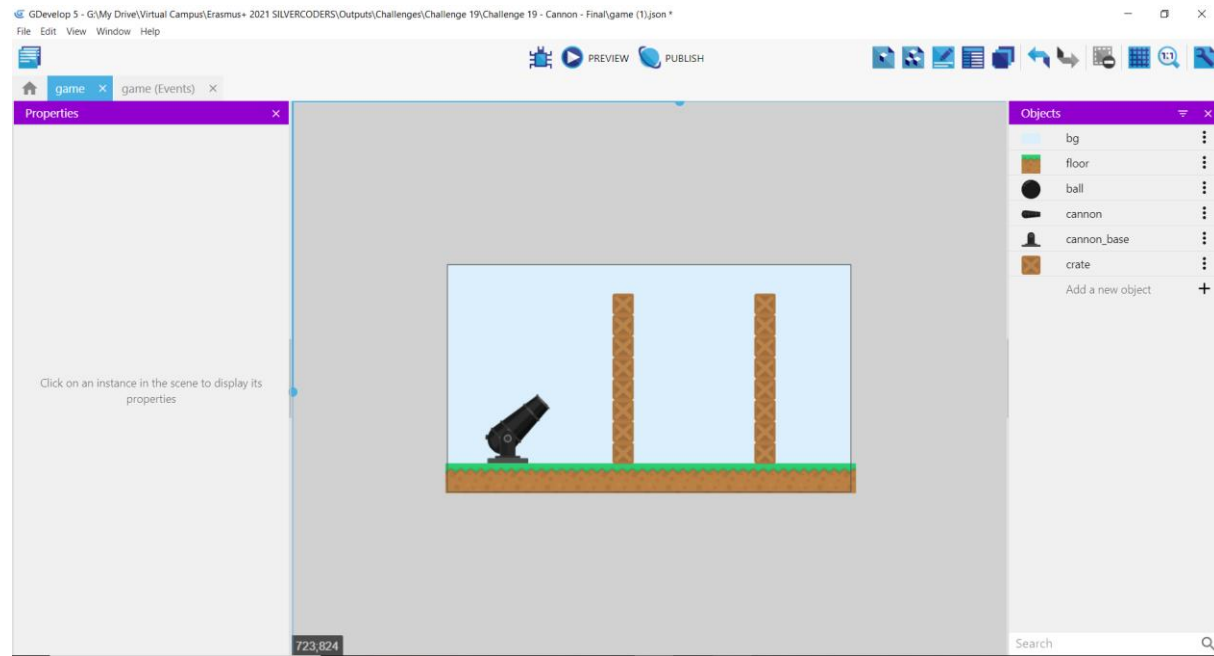 GDevelop 5 - G:\My Drive\Virtual Campus\Erasmus+ 2021 SILVERCODERS\Outputs\Challenges\Challenge 19\Challenge 19 - Cannon - Final\game (1).json *
File Edit View Window Help
PREVIEW PUBLISH
1:1
game × game (Events) ×
Properties ×
Objects ×
bg
floor
ball
cannon
cannon_base
crate
Add a new object +
Click on an instance in the scene to display its
properties
723;824
Search